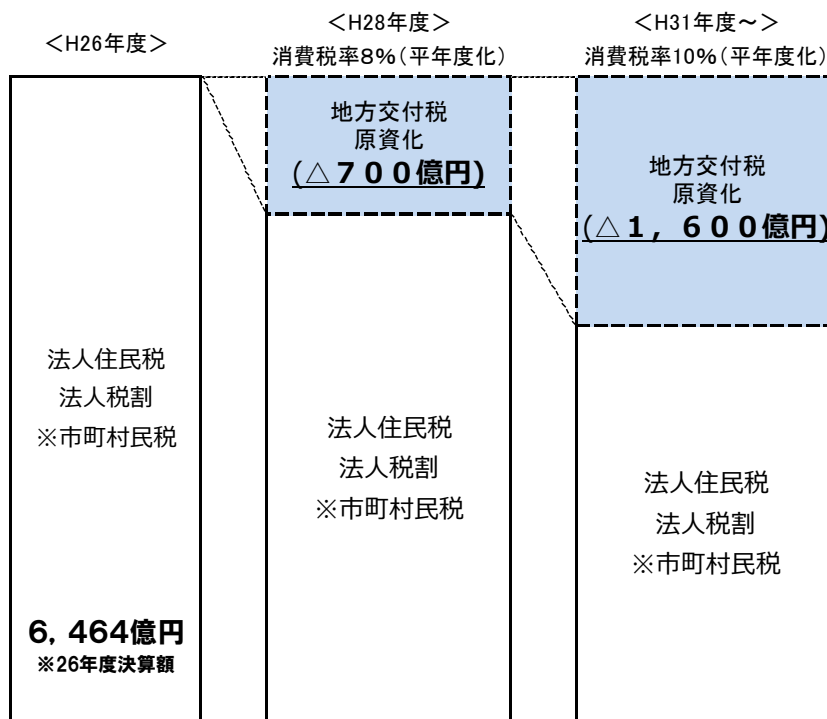 <H26年度>
6,464億円
※26年度決算額
法人住民税
法人税割
※市町村民税
<H28年度>
消費税率8%(平年度化)
地方交付税
原資化
(△700億円)
法人住民税
法人税割
※市町村民税
<H31年度~>
消費税率10%(平年度化)
地方交付税
原資化
(△1,600億円)
法人住民税
法人税割
※市町村民税